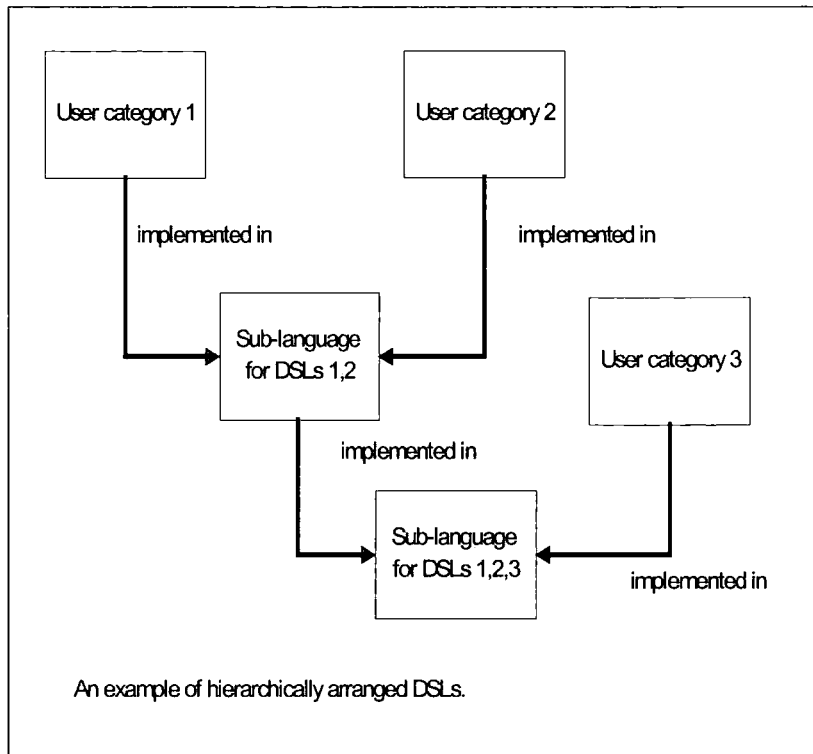 User category 1
User category 2
implemented in
implemented in
Sub-language
for DSLs 1,2
User category 3
implemented in
Sub-language
for DSLs 1,2,3
implemented in
An example of hierarchically arranged DSLs.